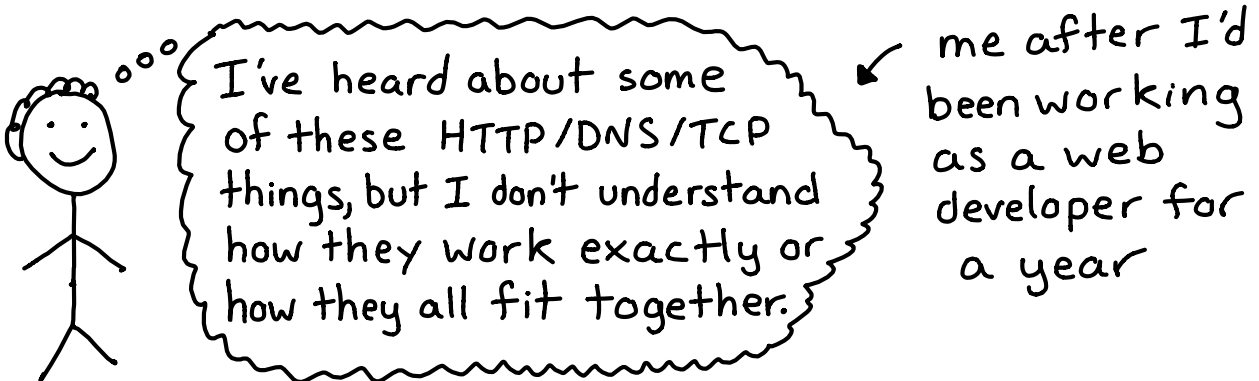 I've heard about some
of these HTTP/DNS/TCP
things, but I don't understand
how they work exactly or
how they all fit together.
me after I'd
been working
as a web
developer for
a year